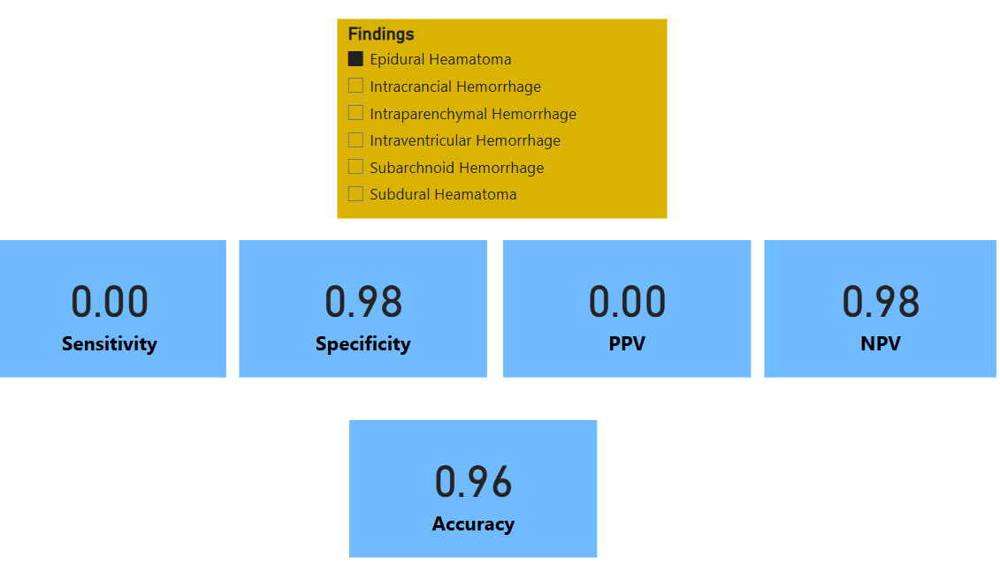 Findings
Epidural Heamatoma
Intracrancial Hemorrhage
Intraparenchymal Hemorrhage
Intraventricular Hemorrhage
Subarchnoid Hemorrhage
Subdural Heamatoma
0.00 0.98 0.00 0.98
Sensitivity Specificity PPV NPV
0.96
Accuracy